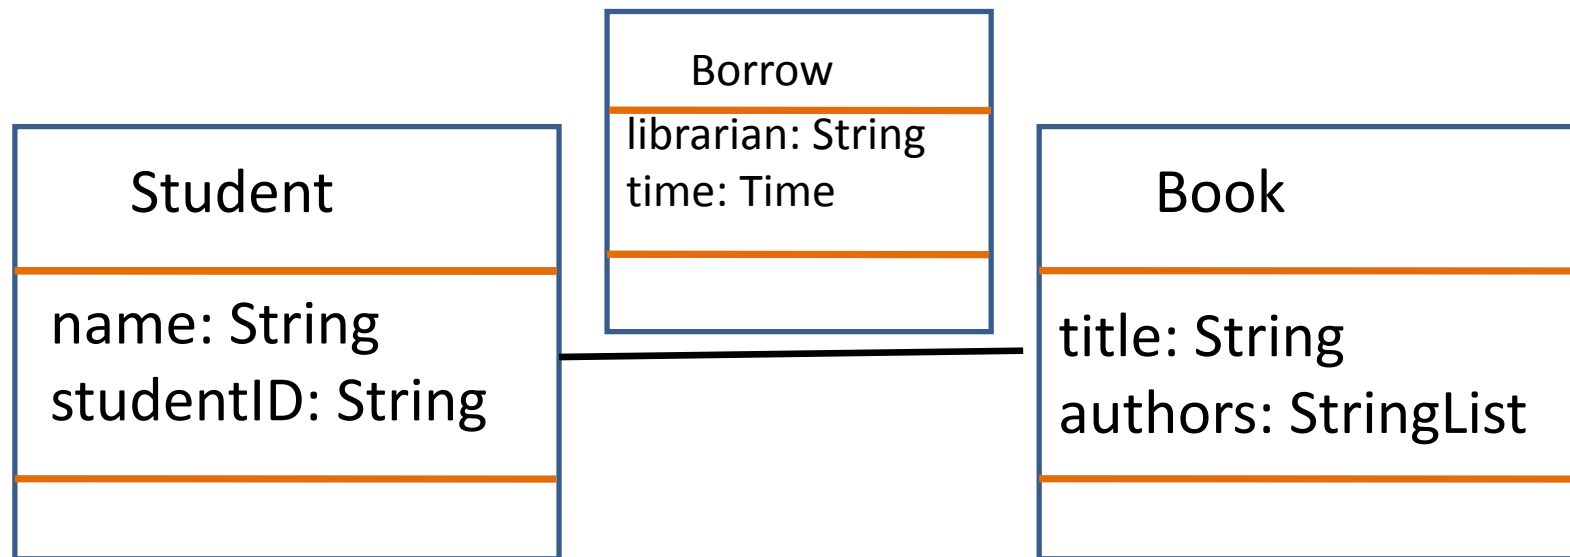 Borrow
librarian: String
time: Time
Student
name: String
studentID: String
Book
title: String
authors: StringList